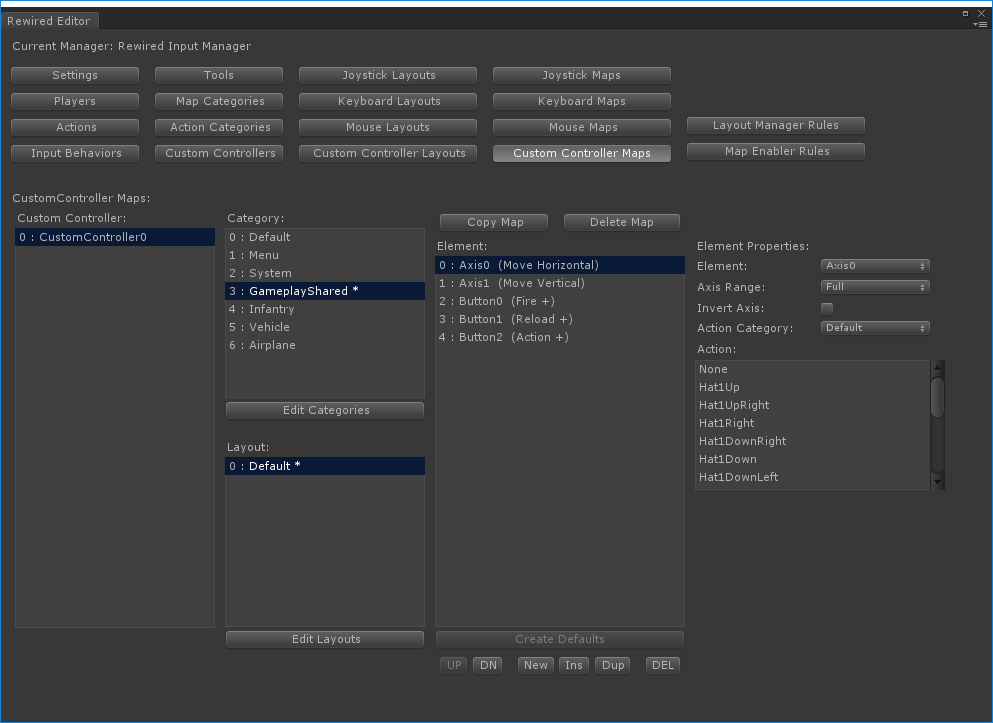 Rewired Editor
Current Manager: Rewired Input Manager
Settings Tools Joystick Layouts Joystick Maps
Players Map Categories Keyboard Layouts Keyboard Maps
Actions Action Categories Mouse Layouts Mouse Maps Layout Manager Rules
Input Behaviors Custom Controllers Custom Controller Layouts Custom Controller Maps Map Enabler Rules
CustomController Maps:
Custom Controller:
0 : CustomController0
Category:
0 : Default
1 : Menu
2 : System
3 : GameplayShared *
4 : Infantry
5 : Vehicle
6 : Airplane
Edit Categories
Layout:
0 : Default *
Edit Layouts
Copy Map Delete Map
Element:
0 : Axis0 (Move Horizontal)
1 : Axis1 (Move Vertical)
2 : Button0 (Fire +)
3 : Button1 (Reload +)
4 : Button2 (Action +)
Create Defaults
UP DN New Ins Dup DEL
Element Properties:
Element: Axis0
Axis Range: Full
Invert Axis:
Action Category: Default
Action:
None
Hat1Up
Hat1UpRight
Hat1Right
Hat1DownRight
Hat1Down
Hat1DownLeft